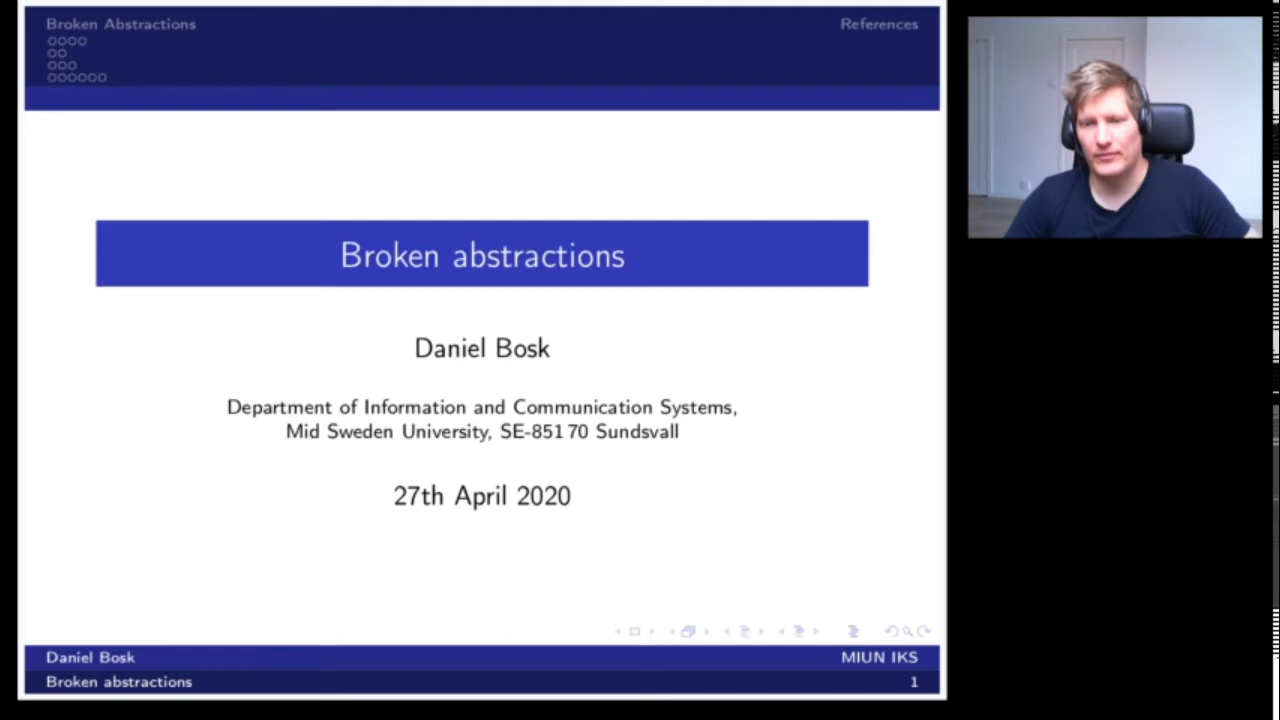 Broken Abstractions
References
Broken abstractions
Daniel Bosk
Department of Information and Communication Systems,
Mid Sweden University, SE-851 70 Sundsvall
27th April 2020
Daniel Bosk
MIUN IKS
Broken abstractions
1